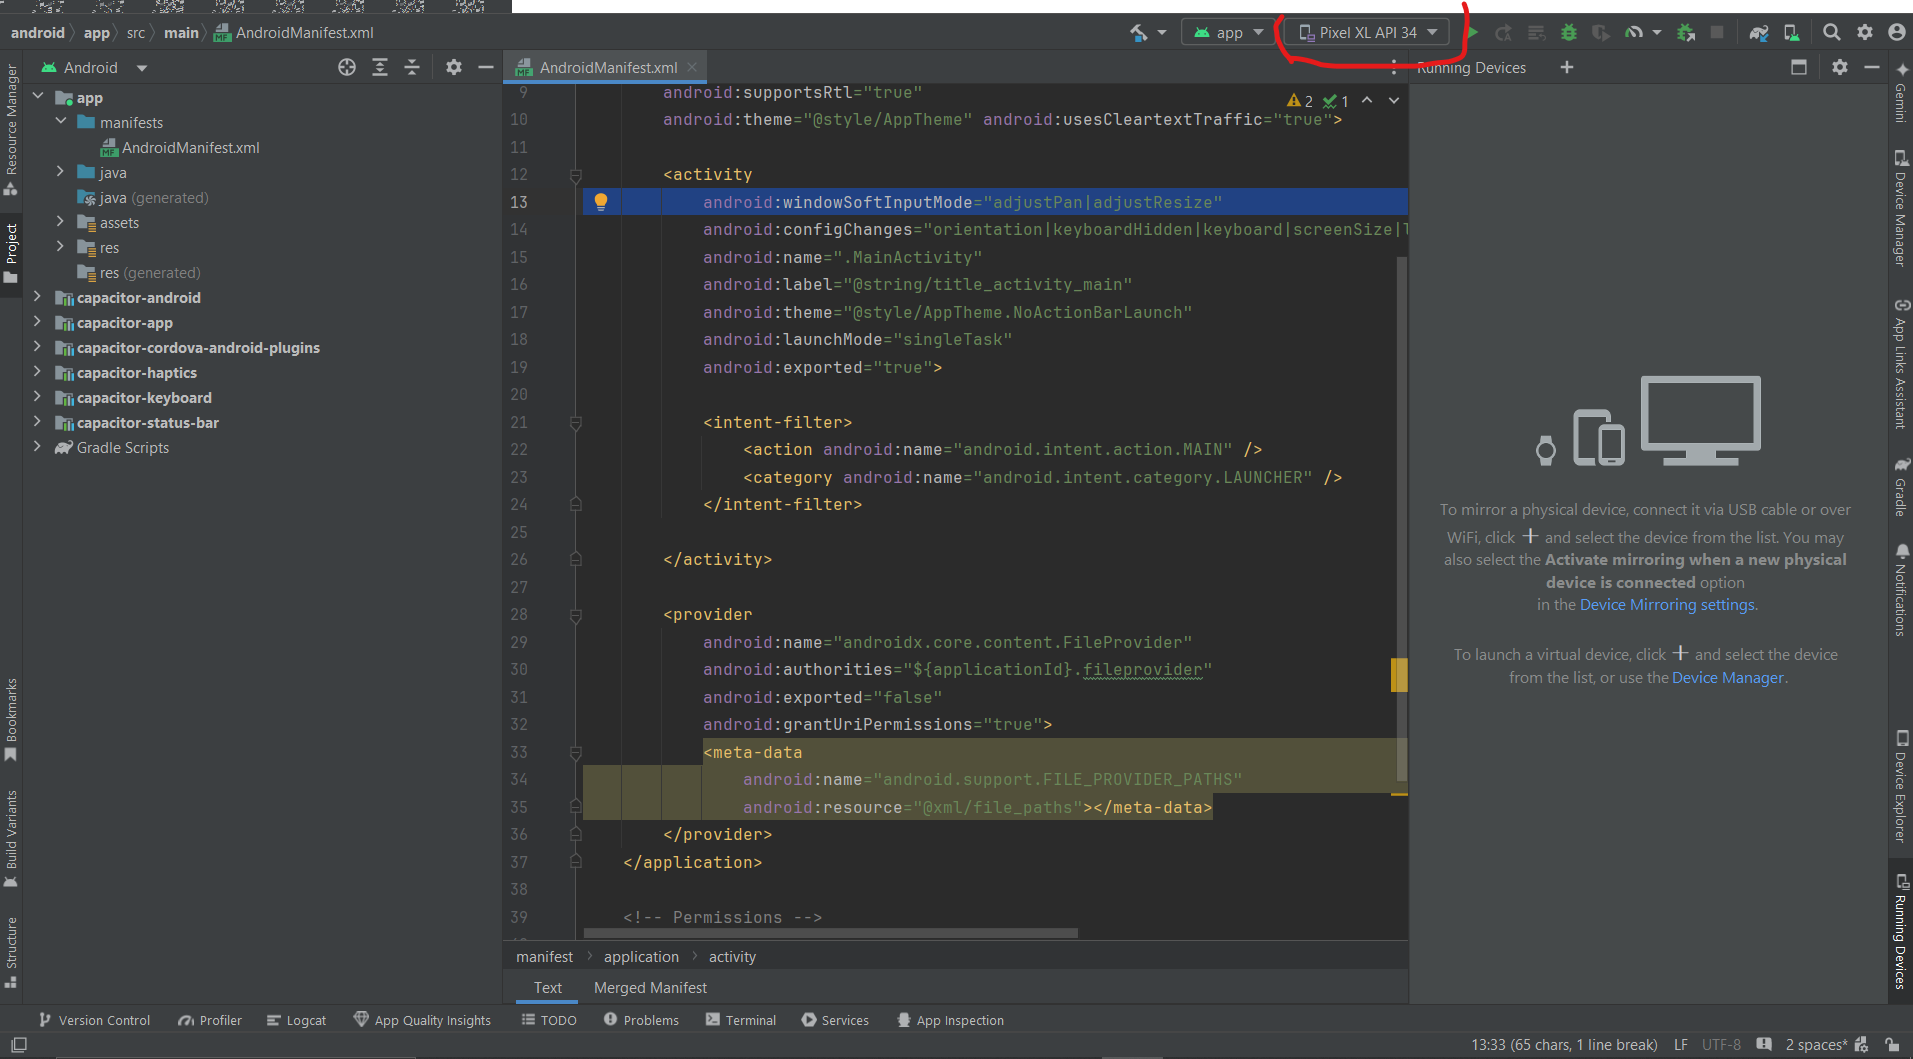 android app src main AndroidManifest.xml app Pixel XL API 34
Android AndroidManifest.xml Running Devices
app
manifests
AndroidManifest.xml
java
java (generated)
assets
res
res (generated)
capacitor-android
capacitor-app
capacitor-cordova-android-plugins
capacitor-haptics
capacitor-keyboard
capacitor-status-bar
Gradle Scripts
Resource Manager
Project
Bookmarks
Build Variants
Structure
2 1
9 android:supportsRtl="true"
10 android:theme="@style/AppTheme" android:usesCleartextTraffic="true">
11
12 <activity
13 android:windowSoftInputMode="adjustPan|adjustResize"
14 android:configChanges="orientation|keyboardHidden|keyboard|screenSize|l
15 android:name=".MainActivity"
16 android:label="@string/title_activity_main"
17 android:theme="@style/AppTheme.NoActionBarLaunch"
18 android:launchMode="singleTask"
19 android:exported="true">
20
21 <intent-filter>
22 <action android:name="android.intent.action.MAIN" />
23 <category android:name="android.intent.category.LAUNCHER" />
24 </intent-filter>
25
26 </activity>
27
28 <provider
29 android:name="androidx.core.content.FileProvider"
30 android:authorities="${applicationId}.fileprovider"
31 android:exported="false"
32 android:grantUriPermissions="true">
33 <meta-data
34 android:name="android.support.FILE_PROVIDER_PATHS"
35 android:resource="@xml/file_paths"></meta-data>
36 </provider>
37 </application>
38
39 <!-- Permissions -->
manifest application activity
Text Merged Manifest
To mirror a physical device, connect it via USB cable or over
WiFi, click + and select the device from the list. You may
also select the Activate mirroring when a new physical
device is connected option
in the Device Mirroring settings.
To launch a virtual device, click + and select the device
from the list, or use the Device Manager.
Gemini
Device Manager
App Links Assistant
Gradle
Notifications
Device Explorer
Running Devices
Version Control Profiler Logcat App Quality Insights TODO Problems Terminal Services App Inspection
13:33 (65 chars, 1 line break) LF UTF-8 2 spaces*